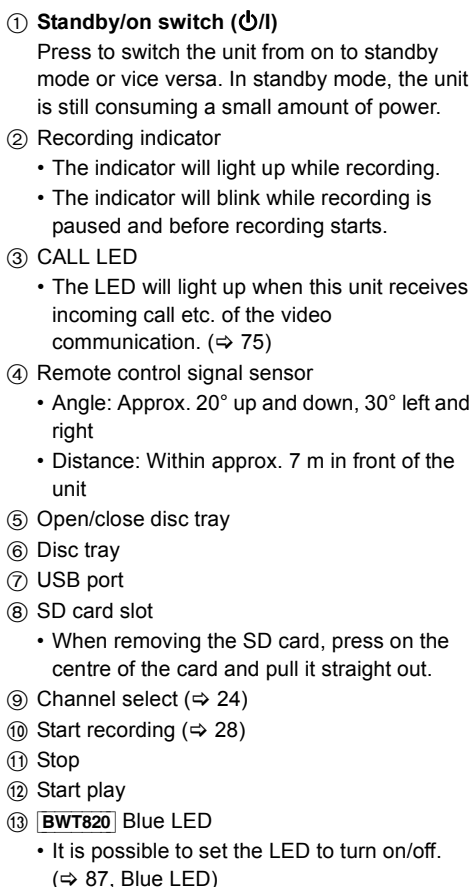 ① Standby/on switch (⏻/I)
Press to switch the unit from on to standby
mode or vice versa. In standby mode, the unit
is still consuming a small amount of power.
② Recording indicator
• The indicator will light up while recording.
• The indicator will blink while recording is
paused and before recording starts.
③ CALL LED
• The LED will light up when this unit receives
incoming call etc. of the video
communication. (⇨ 75)
④ Remote control signal sensor
• Angle: Approx. 20° up and down, 30° left and
right
• Distance: Within approx. 7 m in front of the
unit
⑤ Open/close disc tray
⑥ Disc tray
⑦ USB port
⑧ SD card slot
• When removing the SD card, press on the
centre of the card and pull it straight out.
⑨ Channel select (⇨ 24)
⑩ Start recording (⇨ 28)
⑪ Stop
⑫ Start play
⑬ BWT820 Blue LED
• It is possible to set the LED to turn on/off.
(⇨ 87, Blue LED)